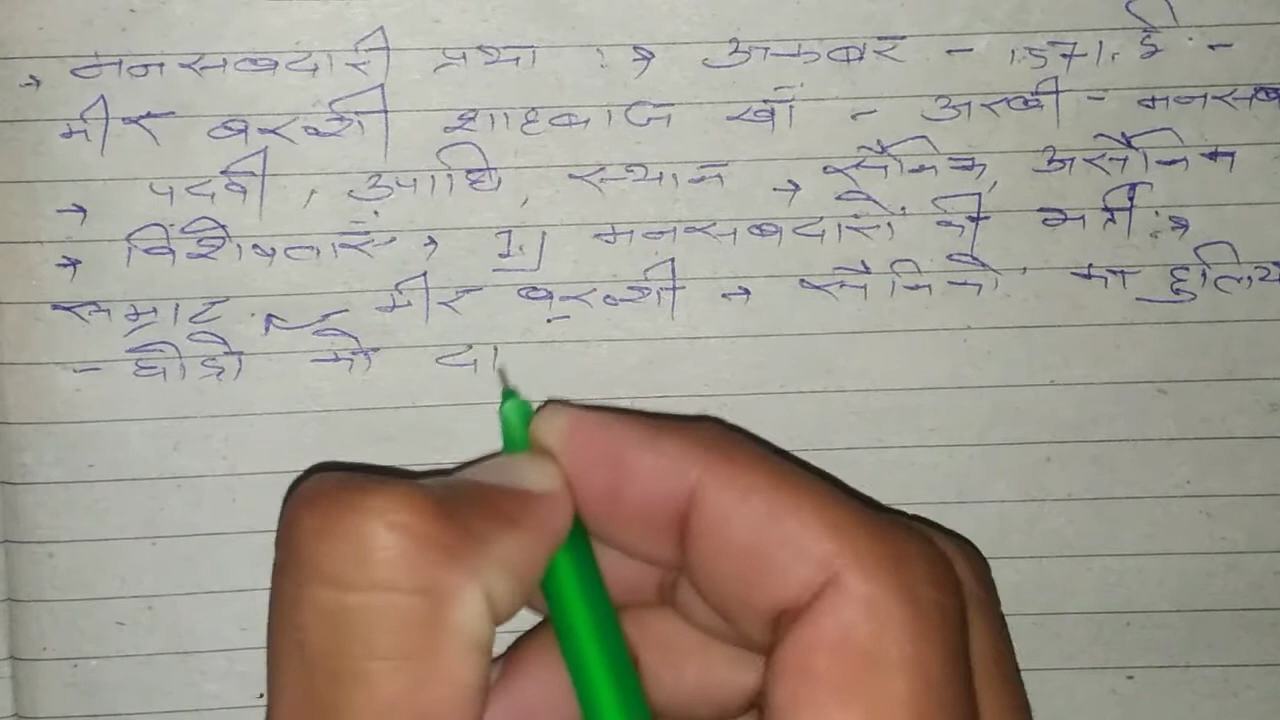 → मनसबदारी प्रथा :→ अकबर - 1571. ई. -
मीर बख्शी शाहबाज खाँ - अरबी - मनसब
→ पदवी, उपाधि, स्थान → सैनिक, असैनिक
→ विशेषताएं → 1] मनसबदारों की भर्ती :→
सम्राट मीर बख्शी → सैनिकों का हुलिय
- घोड़ो को दा